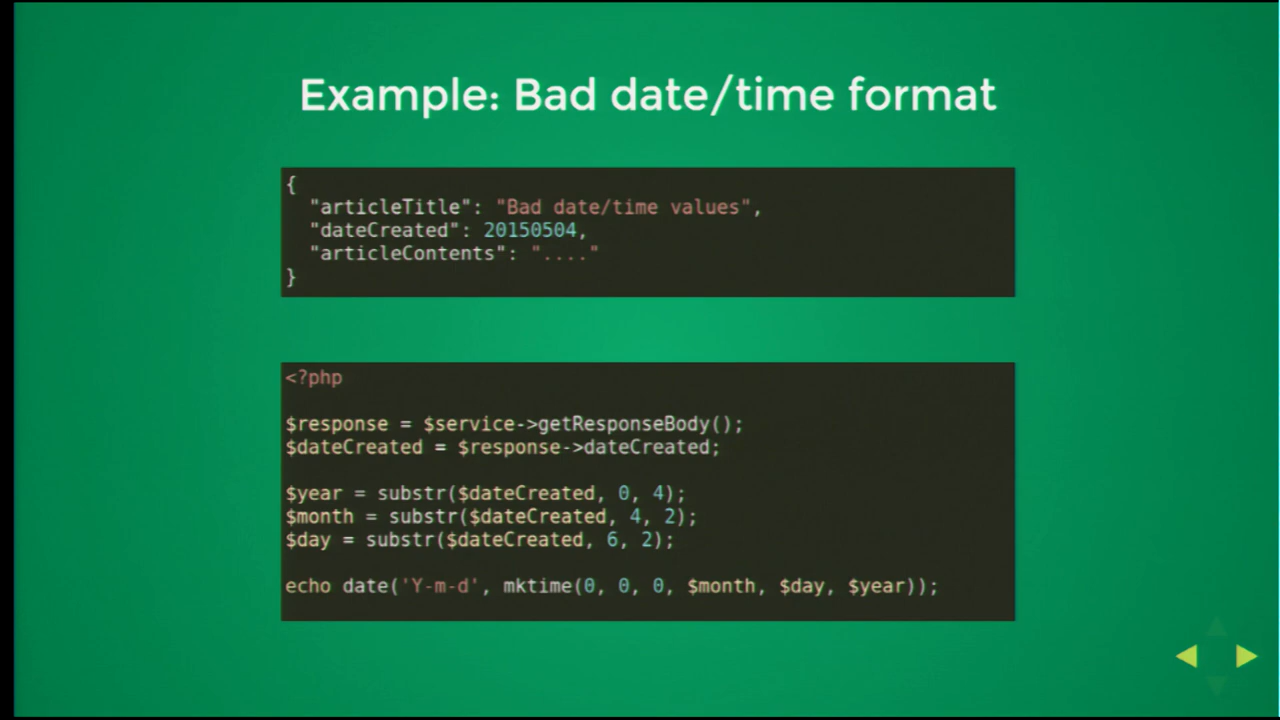 Example: Bad date/time format
{
"articleTitle": "Bad date/time values",
"dateCreated": 20150504,
"articleContents": "...."
}
<?php
$response = $service->getResponseBody();
$dateCreated = $response->dateCreated;
$year = substr($dateCreated, 0, 4);
$month = substr($dateCreated, 4, 2);
$day = substr($dateCreated, 6, 2);
echo date('Y-m-d', mktime(0, 0, 0, $month, $day, $year));